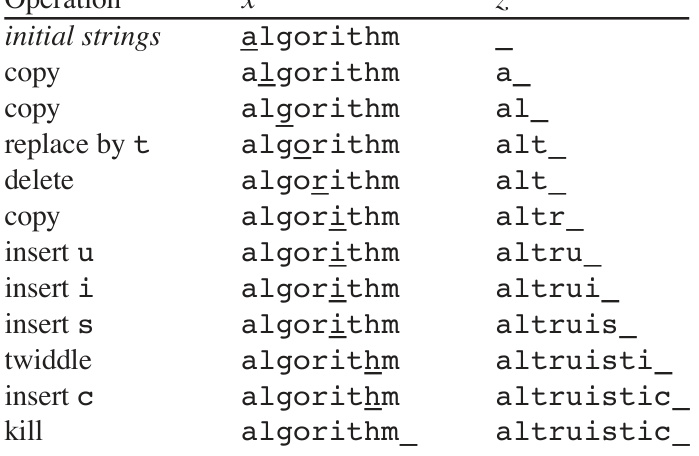 Operation x z
initial strings algorithm _
copy algorithm a_
copy algorithm al_
replace by t algorithm alt_
delete algorithm alt_
copy algorithm altr_
insert u algorithm altru_
insert i algorithm altrui_
insert s algorithm altruis_
twiddle algorithm altruisti_
insert c algorithm altruistic_
kill algorithm_ altruistic_